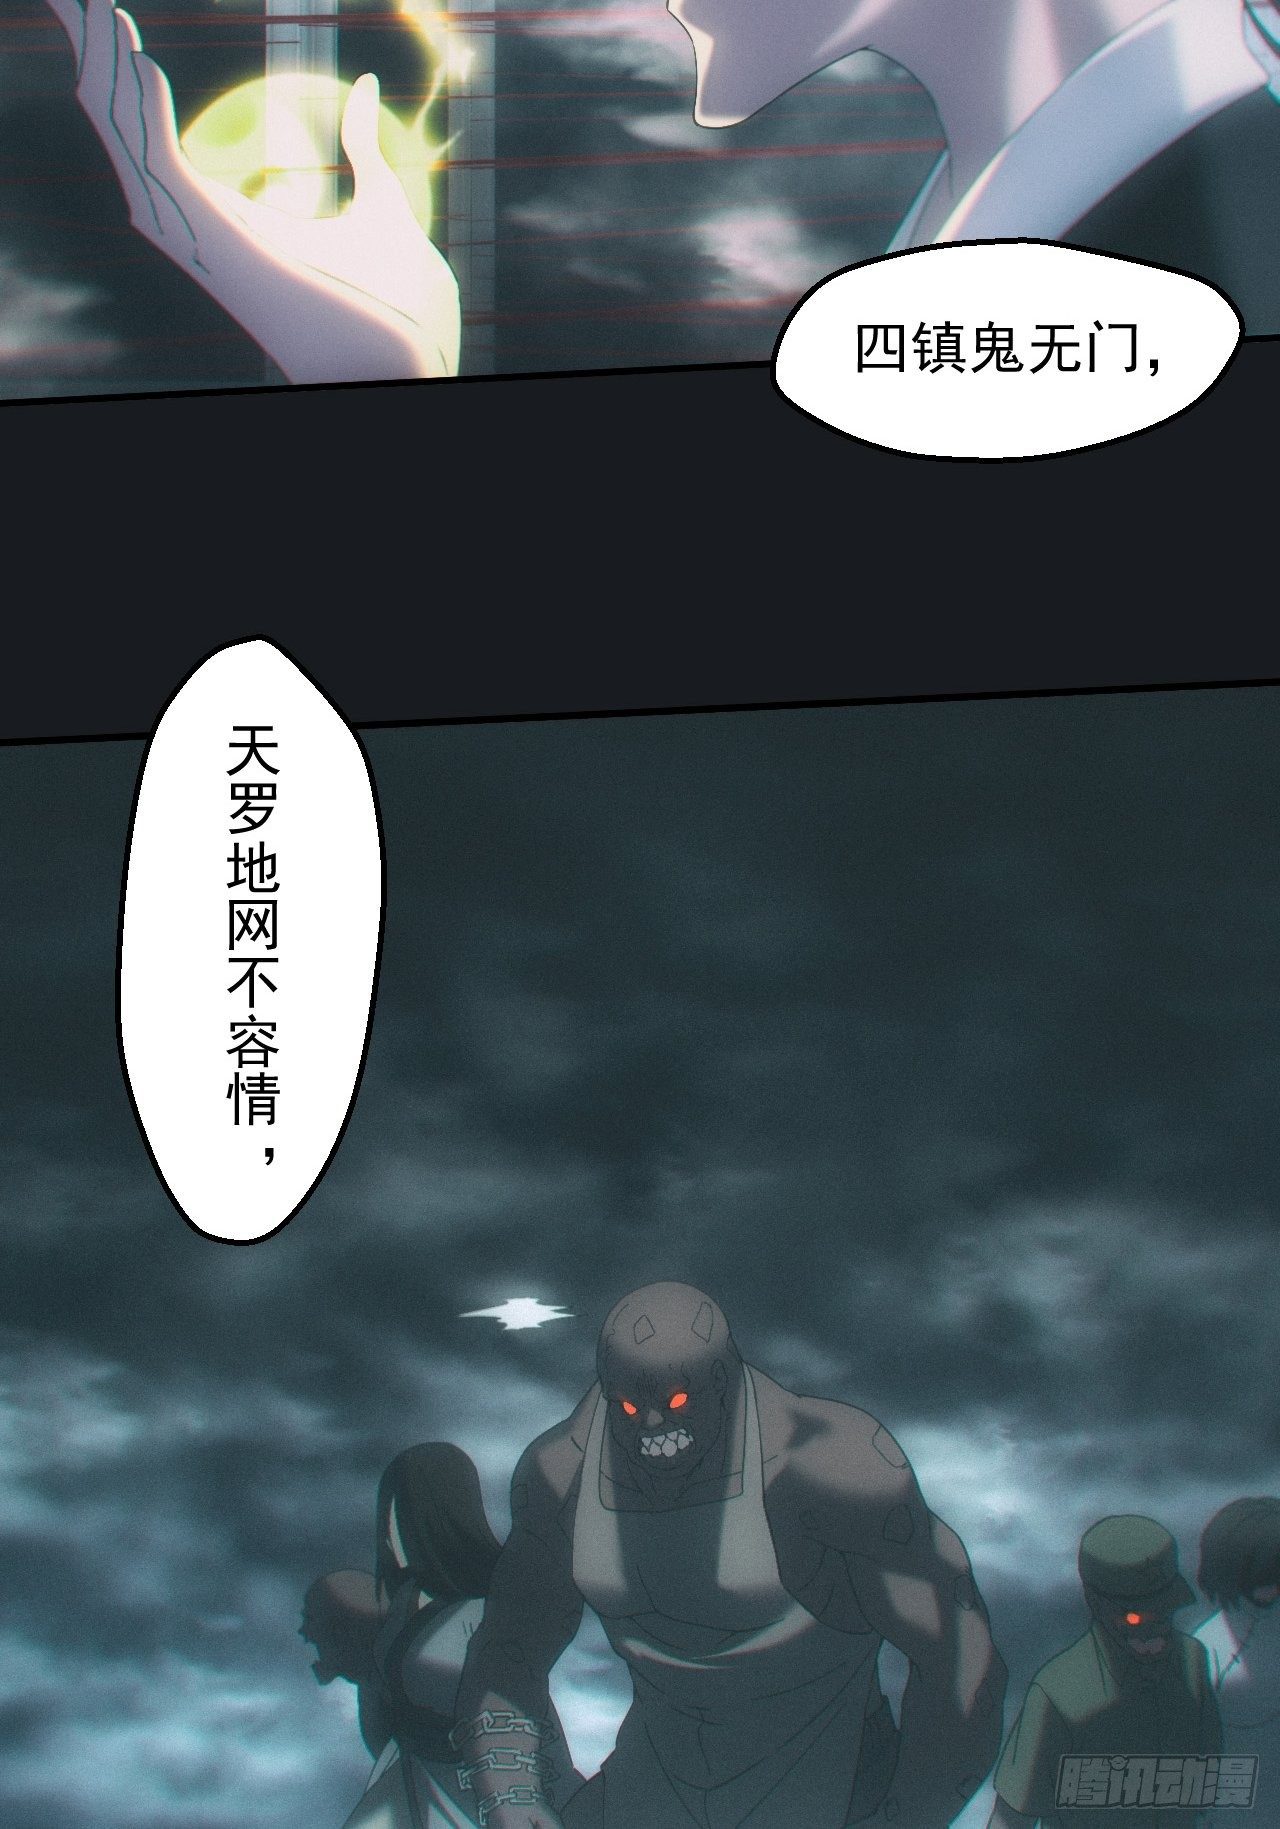 四镇鬼无门，
天罗地网不容情，
腾讯动漫